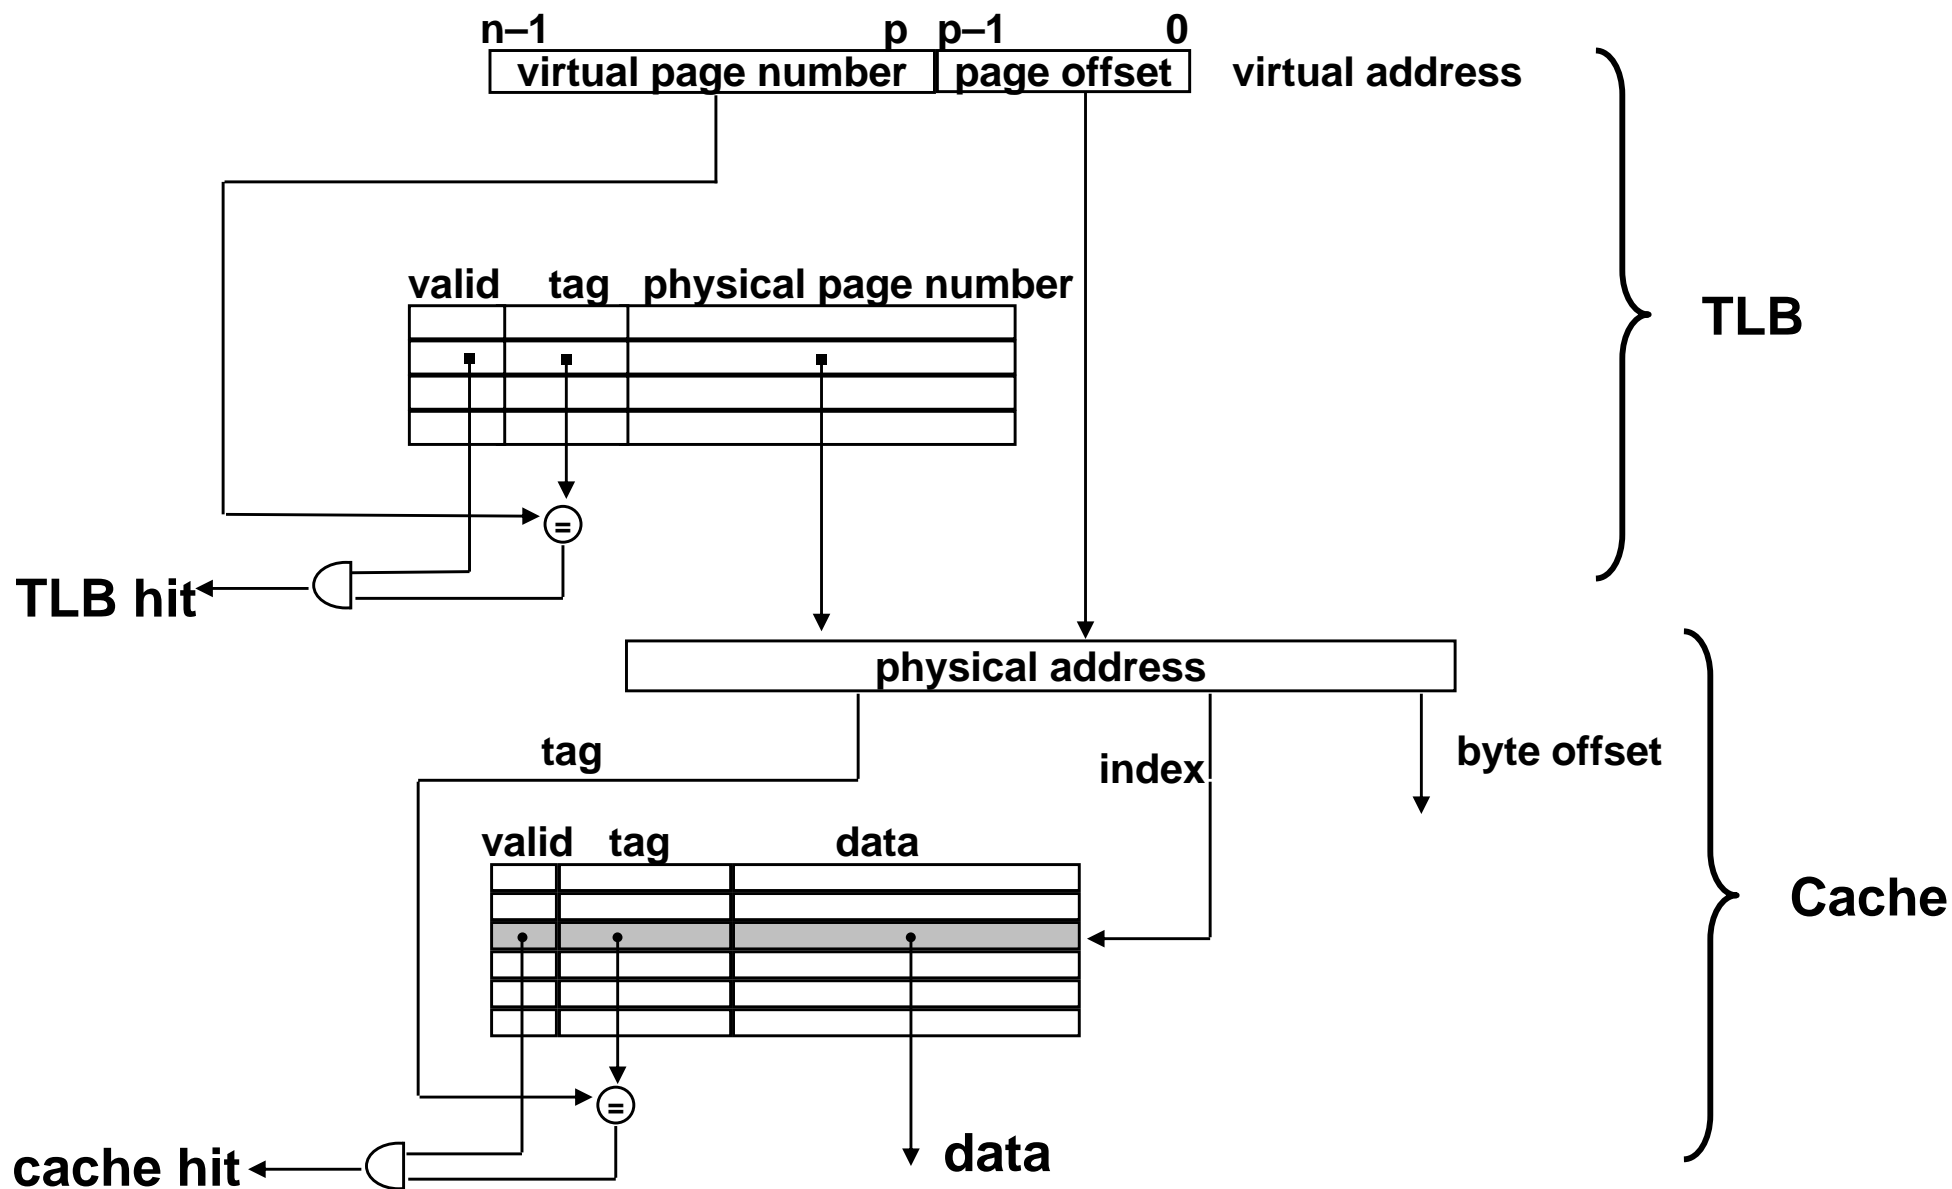 n–1 p p–1 0
virtual page number page offset virtual address
valid tag physical page number
TLB
=
TLB hit
physical address
tag index byte offset
valid tag data
Cache
=
cache hit data